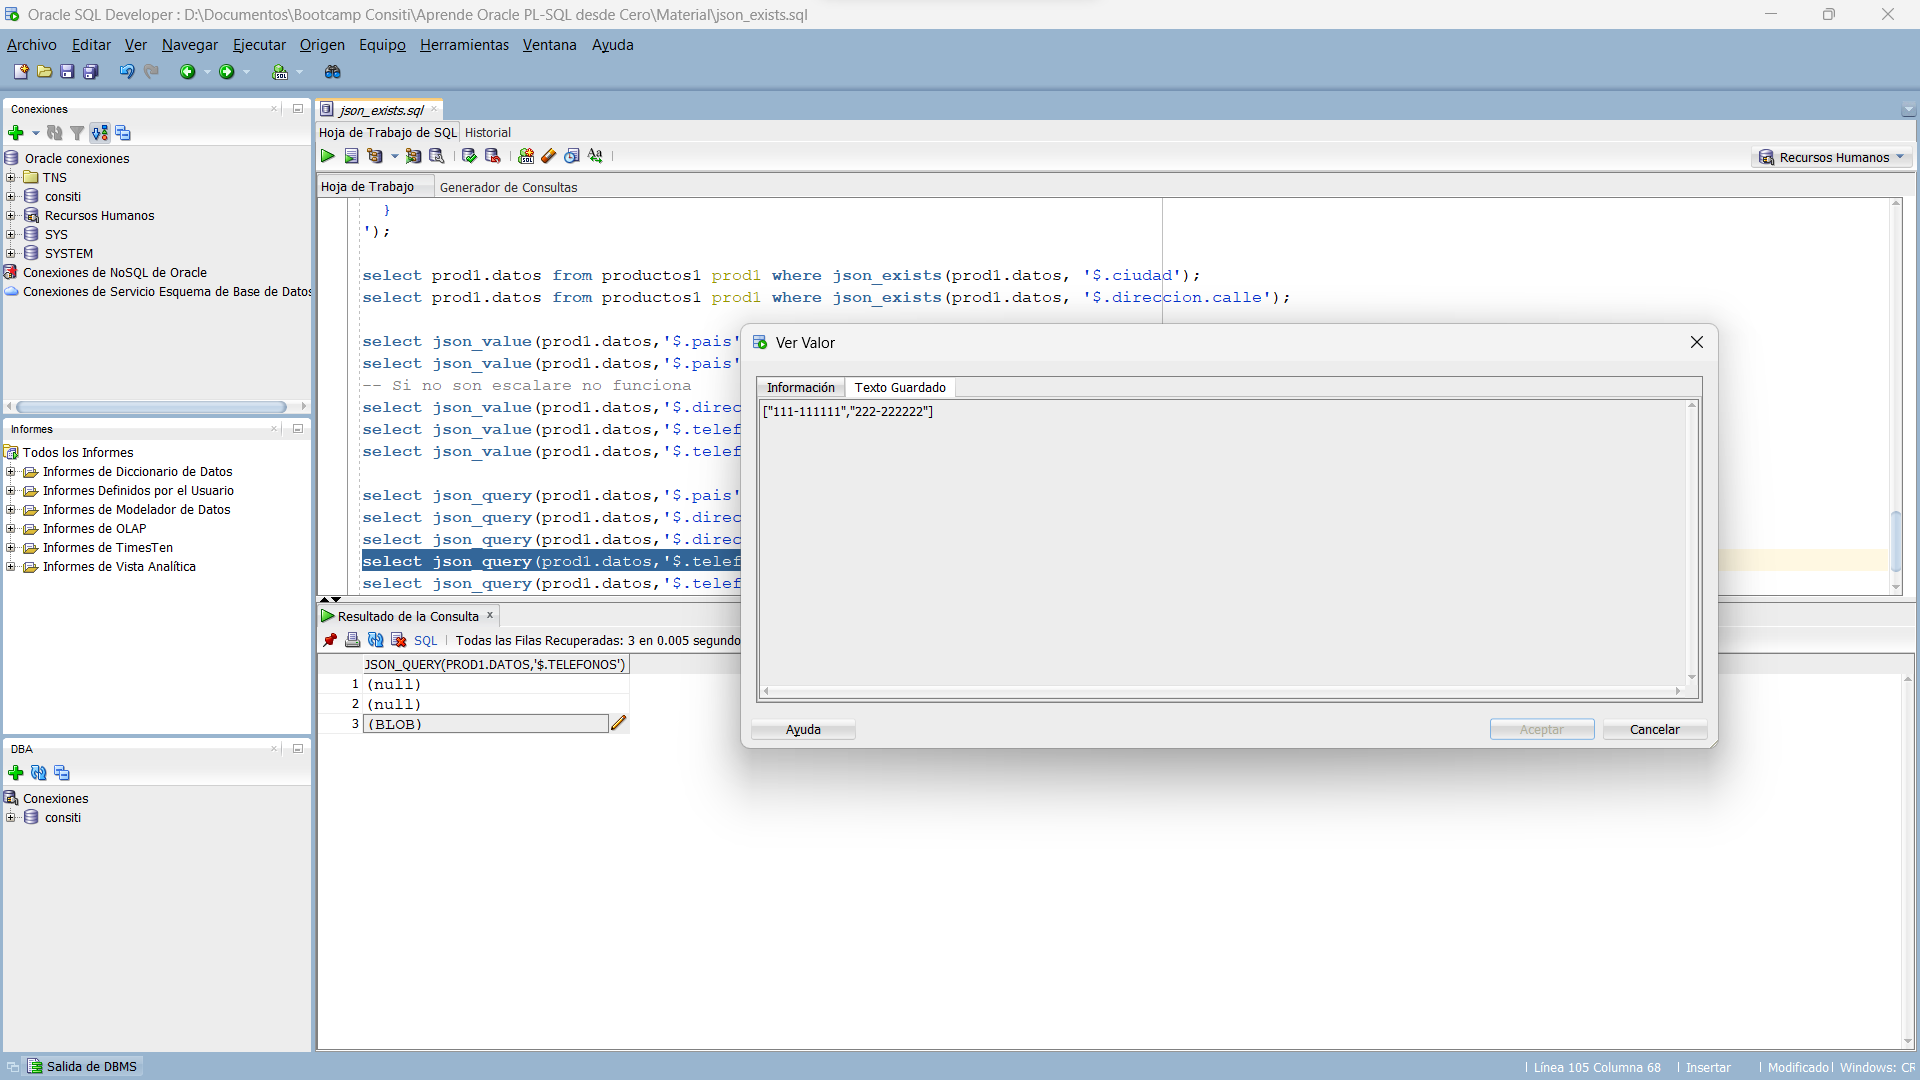 Oracle SQL Developer : D:\Documentos\Bootcamp Consiti\Aprende Oracle PL-SQL desde Cero\Material\json_exists.sql
Archivo Editar Ver Navegar Ejecutar Origen Equipo Herramientas Ventana Ayuda
Conexiones
Oracle conexiones
TNS
consiti
Recursos Humanos
SYS
SYSTEM
Conexiones de NoSQL de Oracle
Conexiones de Servicio Esquema de Base de Datos
Informes
Todos los Informes
Informes de Diccionario de Datos
Informes Definidos por el Usuario
Informes de Modelador de Datos
Informes de OLAP
Informes de TimesTen
Informes de Vista Analítica
DBA
Conexiones
consiti
json_exists.sql
Hoja de Trabajo de SQL Historial
Recursos Humanos
Hoja de Trabajo Generador de Consultas
}
');
select prod1.datos from productos1 prod1 where json_exists(prod1.datos, '$.ciudad');
select prod1.datos from productos1 prod1 where json_exists(prod1.datos, '$.direccion.calle');
select json_value(prod1.datos,'$.pais'
select json_value(prod1.datos,'$.pais'
-- Si no son escalare no funciona
select json_value(prod1.datos,'$.direc
select json_value(prod1.datos,'$.telef
select json_value(prod1.datos,'$.telef
select json_query(prod1.datos,'$.pais'
select json_query(prod1.datos,'$.direc
select json_query(prod1.datos,'$.direc
select json_query(prod1.datos,'$.telef
select json_query(prod1.datos,'$.telef
Ver Valor
Información Texto Guardado
["111-111111","222-222222"]
Ayuda Aceptar Cancelar
Resultado de la Consulta
SQL Todas las Filas Recuperadas: 3 en 0.005 segundo
JSON_QUERY(PROD1.DATOS,'$.TELEFONOS')
1 (null)
2 (null)
3 (BLOB)
Salida de DBMS
Línea 105 Columna 68 Insertar Modificado Windows: CR